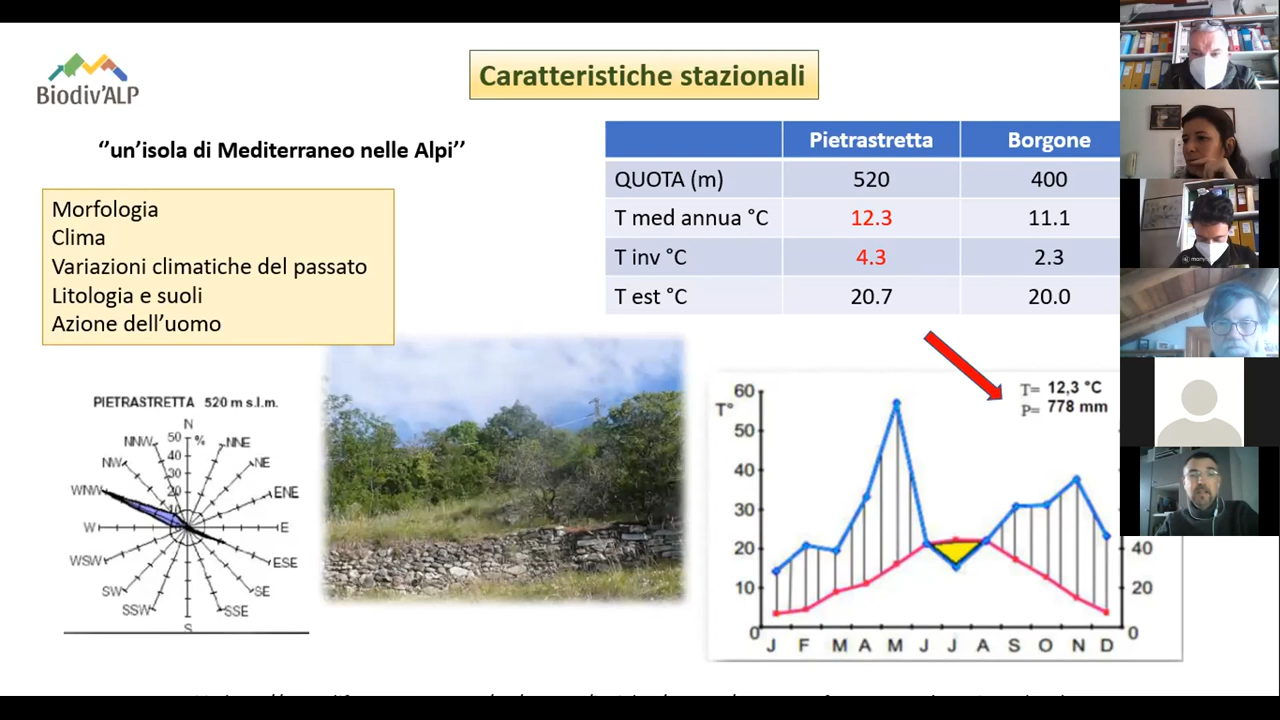 Biodiv'ALP
Caratteristiche stazionali
‘’un’isola di Mediterraneo nelle Alpi’’
Morfologia
Clima
Variazioni climatiche del passato
Litologia e suoli
Azione dell’uomo
Pietrastretta Borgone
QUOTA (m) 520 400
T med annua °C 12.3 11.1
T inv °C 4.3 2.3
T est °C 20.7 20.0
PIETRASTRETTA 520 m s.l.m.
N
NNW 50 % NNE
NW 40 NE
30
WNW 20 ENE
10
W E
WSW ESE
SW SE
SSW SSE
S
T= 12,3 °C
P= 778 mm
60
T°
50
40
30
20 40
10 20
0 0
J F M A M J J A S O N D